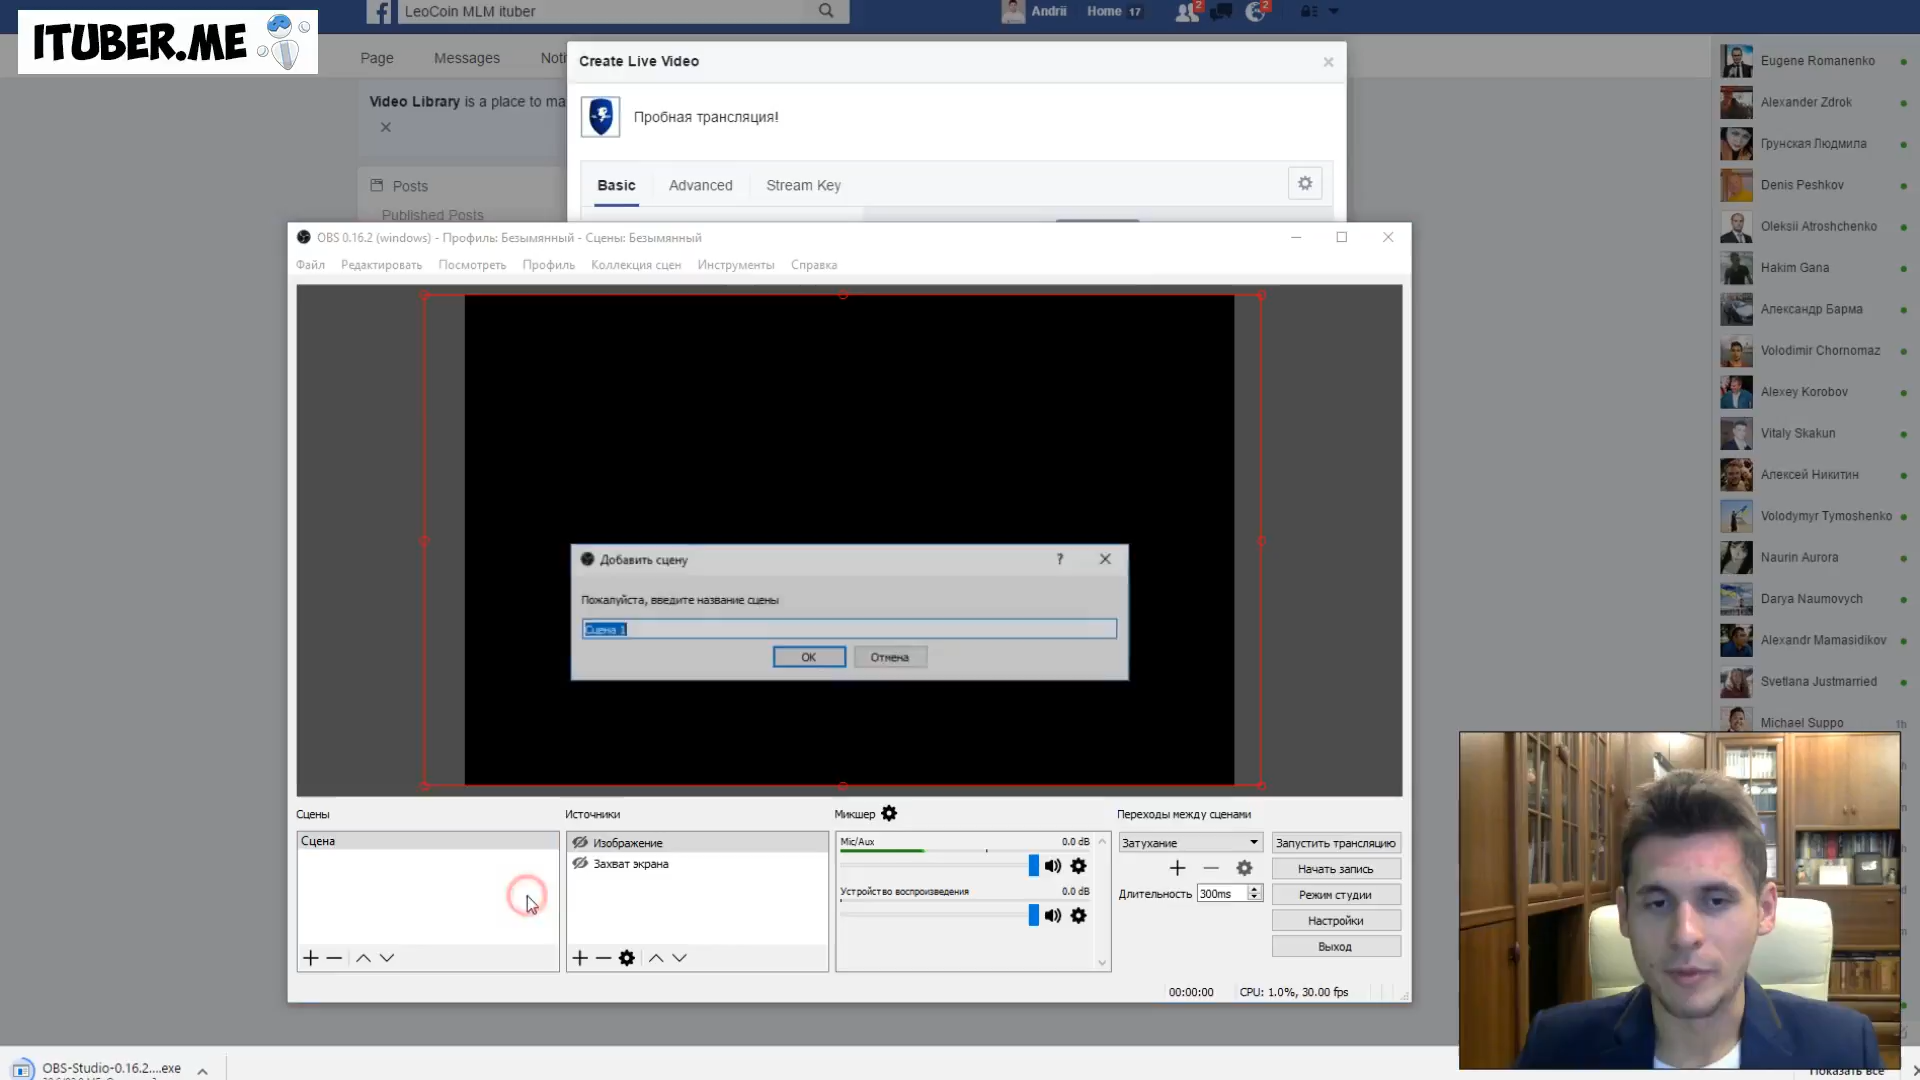 ITUBER.ME
LeoCoin MLM ituber
Andrii
Home 17
2
2
Page
Messages
Noti
Video Library is a place to ma
Posts
Published Posts
Create Live Video
Пробная трансляция!
Basic
Advanced
Stream Key
OBS 0.16.2 (windows) - Профиль: Безымянный - Сцены: Безымянный
Файл
Редактировать
Посмотреть
Профиль
Коллекция сцен
Инструменты
Справка
Добавить сцену
?
Пожалуйста, введите название сцены
Сцена 1
OK
Отмена
Сцены
Сцена
Источники
Изображение
Захват экрана
Микшер
Mic/Aux
0.0 dB
Устройство воспроизведения
0.0 dB
Переходы между сценами
Затухание
Длительность 300ms
Запустить трансляцию
Начать запись
Режим студии
Настройки
Выход
00:00:00
CPU: 1.0%, 30.00 fps
Eugene Romanenko
Alexander Zdrok
Грунская Людмила
Denis Peshkov
Oleksii Atroshchenko
Hakim Gana
Александр Барма
Volodimir Chornomaz
Alexey Korobov
Vitaly Skakun
Алексей Никитин
Volodymyr Tymoshenko
Naurin Aurora
Darya Naumovych
Alexandr Mamasidikov
Svetlana Justmarried
Michael Suppo
1h
OBS-Studio-0.16.2....exe
Показать все